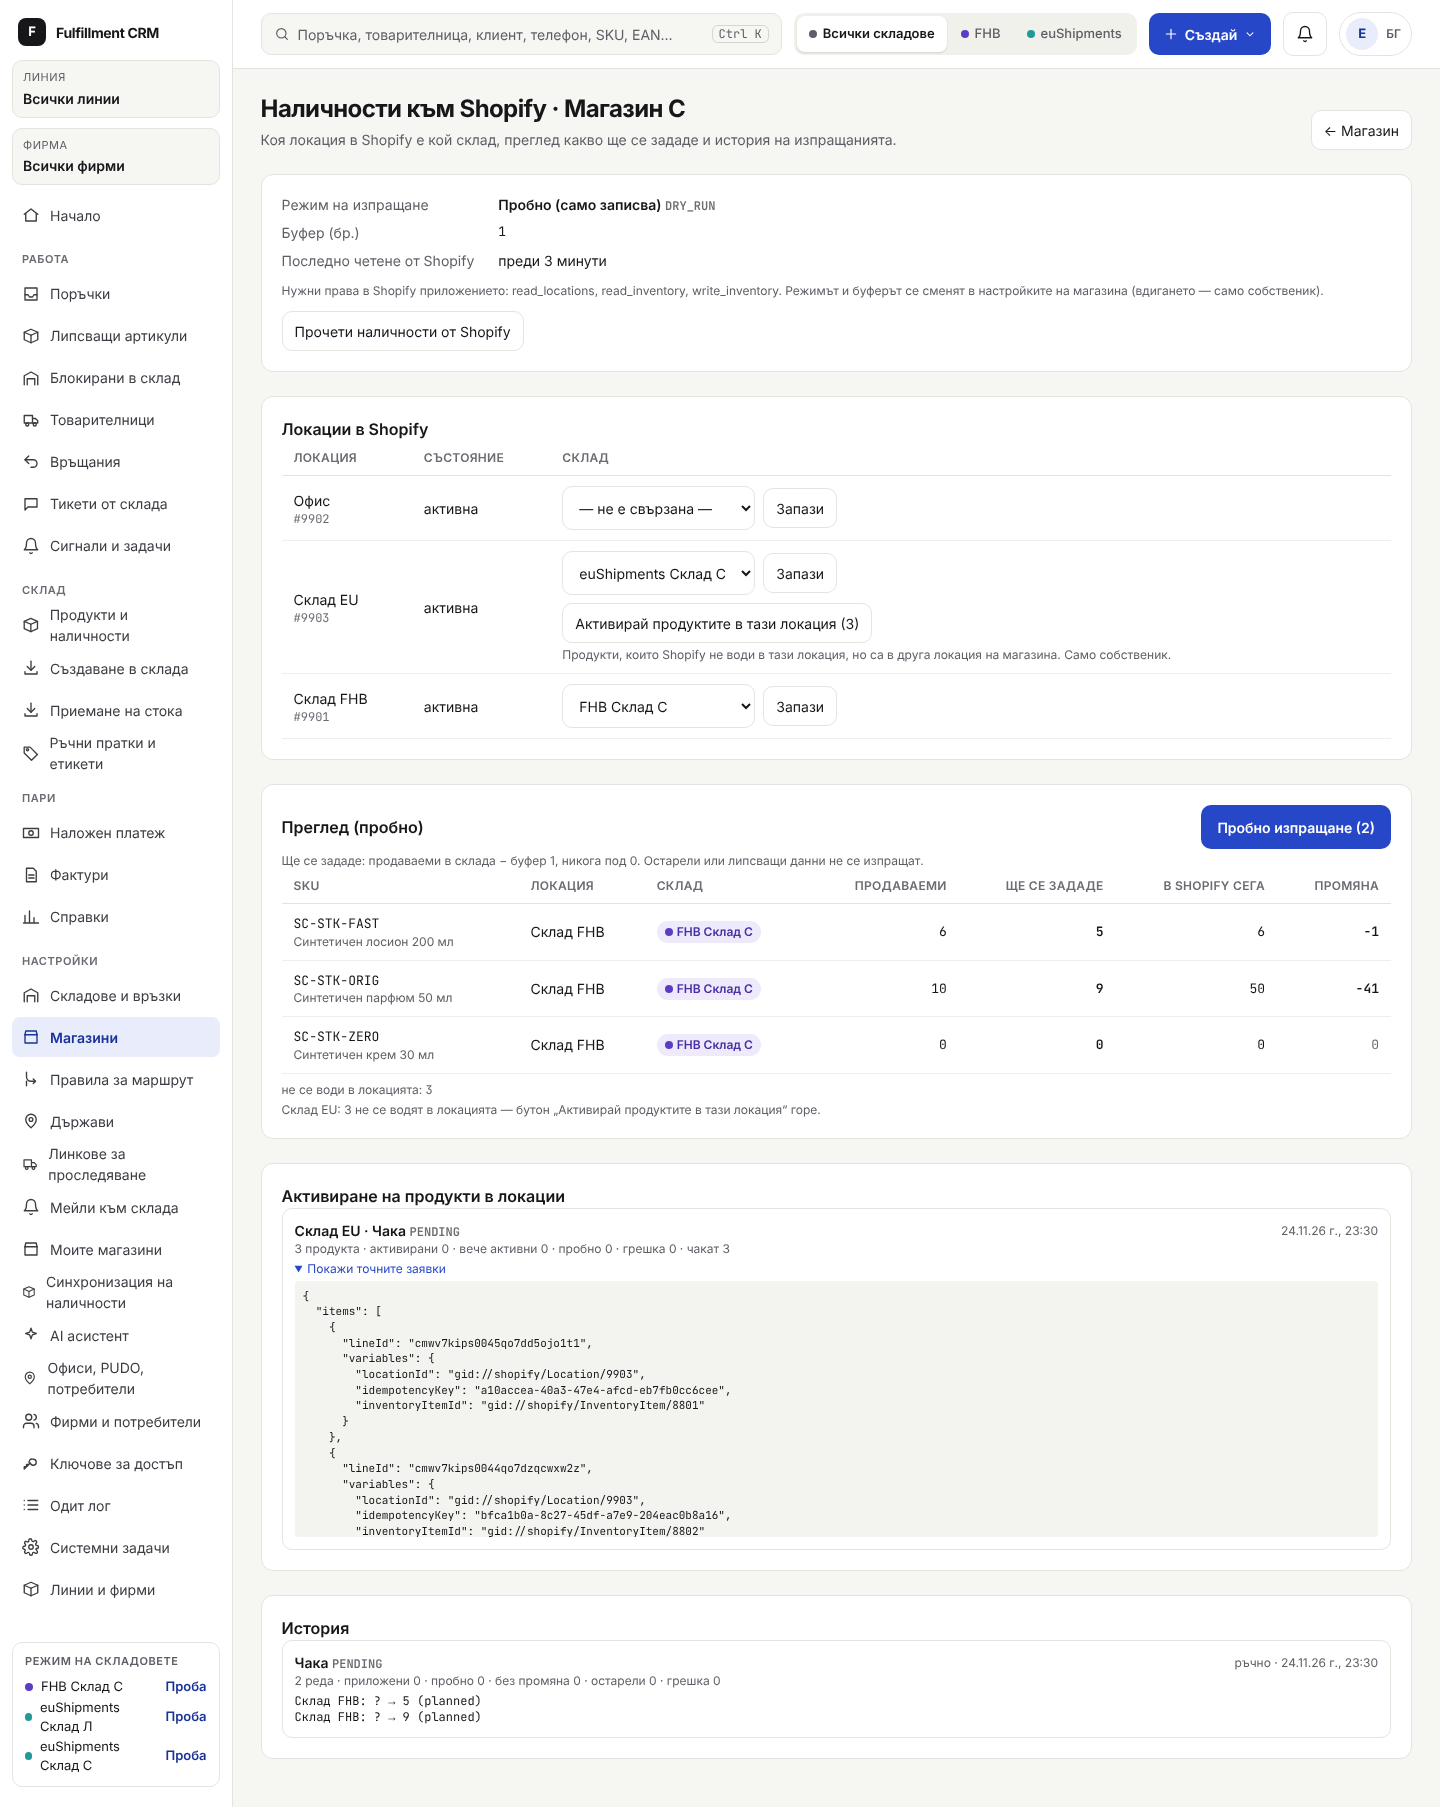 F Fulfillment CRM
ЛИНИЯ
Всички линии
ФИРМА
Всички фирми
Начало
РАБОТА
Поръчки
Липсващи артикули
Блокирани в склад
Товарителници
Връщания
Тикети от склада
Сигнали и задачи
СКЛАД
Продукти и
наличности
Създаване в склада
Приемане на стока
Ръчни пратки и
етикети
ПАРИ
Наложен платеж
Фактури
Справки
НАСТРОЙКИ
Складове и връзки
Магазини
Правила за маршрут
Държави
Линкове за
проследяване
Мейли към склада
Моите магазини
Синхронизация на
наличности
AI асистент
Офиси, PUDO,
потребители
Фирми и потребители
Ключове за достъп
Одит лог
Системни задачи
Линии и фирми
РЕЖИМ НА СКЛАДОВЕТЕ
FHB Склад С Проба
euShipments
Склад Л Проба
euShipments
Склад С Проба
Поръчка, товарителница, клиент, телефон, SKU, EAN... Ctrl K
Всички складове FHB euShipments
+ Създай
E БГ
Наличности към Shopify · Магазин C
Коя локация в Shopify е кой склад, преглед какво ще се зададе и история на изпращанията.
← Магазин
Режим на изпращане Пробно (само записва) DRY_RUN
Буфер (бр.) 1
Последно четене от Shopify преди 3 минути
Нужни права в Shopify приложението: read_locations, read_inventory, write_inventory. Режимът и буферът се сменят в настройките на магазина (вдигането — само собственик).
Прочети наличности от Shopify
Локации в Shopify
ЛОКАЦИЯ СЪСТОЯНИЕ СКЛАД
Офис
#9902
активна — не е свързана — Запази
Склад EU
#9903
активна euShipments Склад С Запази
Активирай продуктите в тази локация (3)
Продукти, които Shopify не води в тази локация, но са в друга локация на магазина. Само собственик.
Склад FHB
#9901
активна FHB Склад С Запази
Преглед (пробно)
Пробно изпращане (2)
Ще се зададе: продаваеми в склада − буфер 1, никога под 0. Остарели или липсващи данни не се изпращат.
SKU ЛОКАЦИЯ СКЛАД ПРОДАВАЕМИ ЩЕ СЕ ЗАДАДЕ В SHOPIFY СЕГА ПРОМЯНА
SC-STK-FAST
Синтетичен лосион 200 мл
Склад FHB FHB Склад С 6 5 6 -1
SC-STK-ORIG
Синтетичен парфюм 50 мл
Склад FHB FHB Склад С 10 9 50 -41
SC-STK-ZERO
Синтетичен крем 30 мл
Склад FHB FHB Склад С 0 0 0 0
не се води в локацията: 3
Склад EU: 3 не се водят в локацията — бутон „Активирай продуктите в тази локация“ горе.
Активиране на продукти в локации
Склад EU · Чака PENDING 24.11.26 г., 23:30
3 продукта · активирани 0 · вече активни 0 · пробно 0 · грешка 0 · чакат 3
▼ Покажи точните заявки
{
"items": [
{
"lineId": "cmwv7kips0045qo7dd5ojo1t1",
"variables": {
"locationId": "gid://shopify/Location/9903",
"idempotencyKey": "a10accea-40a3-47e4-afcd-eb7fb0cc6cee",
"inventoryItemId": "gid://shopify/InventoryItem/8801"
}
},
{
"lineId": "cmwv7kips0044qo7dzqcwxw2z",
"variables": {
"locationId": "gid://shopify/Location/9903",
"idempotencyKey": "bfca1b0a-8c27-45df-a7e9-204eac0b8a16",
"inventoryItemId": "gid://shopify/InventoryItem/8802"
История
Чака PENDING ръчно · 24.11.26 г., 23:30
2 реда · приложени 0 · пробно 0 · без промяна 0 · остарели 0 · грешка 0
Склад FHB: ? → 5 (planned)
Склад FHB: ? → 9 (planned)